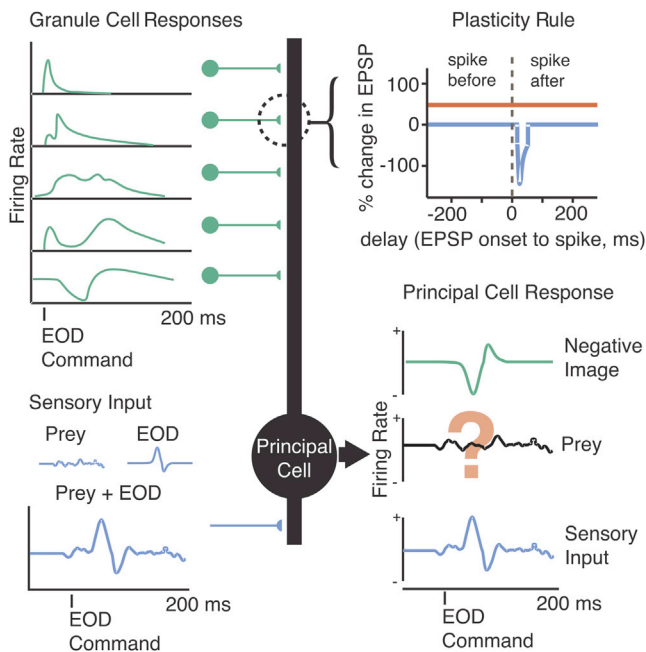 Granule Cell Responses
Firing Rate
200 ms
EOD
Command
Plasticity Rule
spike
before
spike
after
% change in EPSP
100
0
-100
-200
0
200
delay (EPSP onset to spike, ms)
Sensory Input
Prey
EOD
Prey + EOD
200 ms
EOD
Command
Principal
Cell
Principal Cell Response
Firing Rate
+
-
Negative
Image
+
-
?
Prey
+
-
Sensory
Input
200 ms
EOD
Command